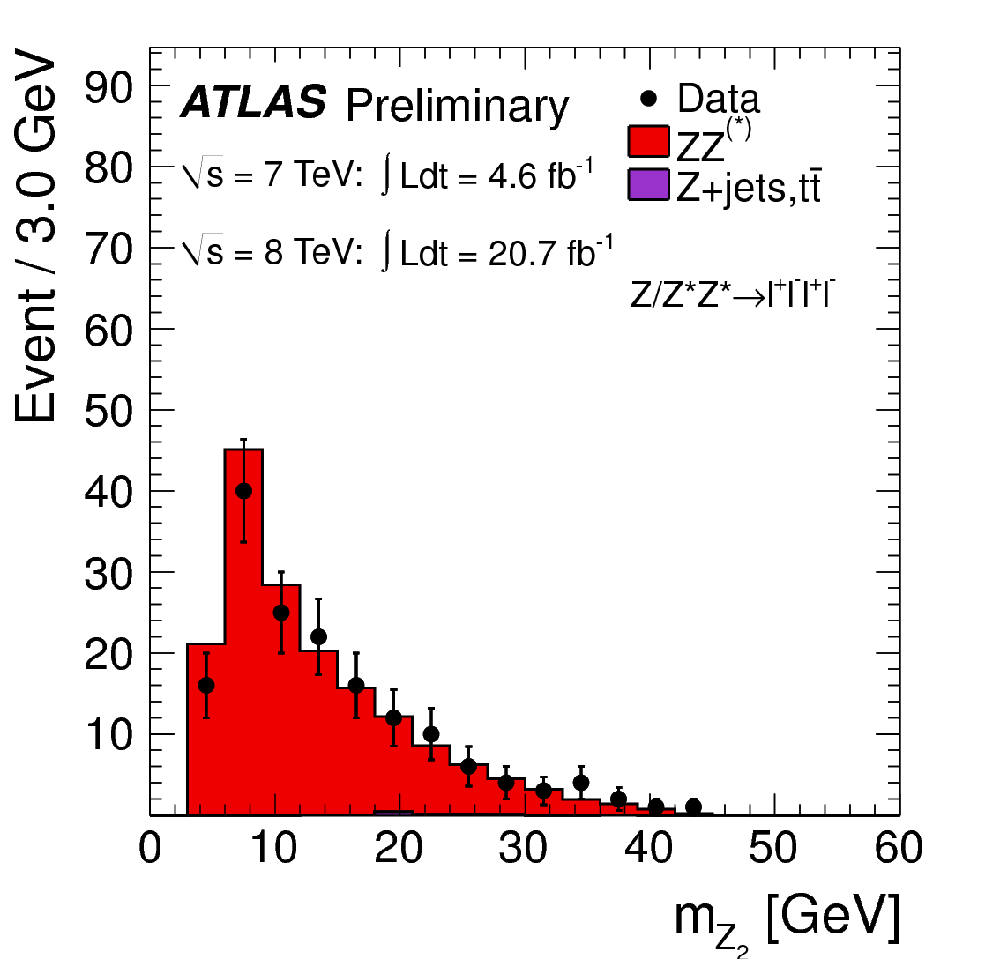 Event / 3.0 GeV
90
80
70
60
50
40
30
20
10
ATLAS Preliminary
√s = 7 TeV: ∫ Ldt = 4.6 fb⁻¹
√s = 8 TeV: ∫ Ldt = 20.7 fb⁻¹
Data
ZZ⁽*⁾
Z+jets,tt̄
Z/Z*Z*→l⁺l⁻l⁺l⁻
0 10 20 30 40 50 60
m_Z₂ [GeV]